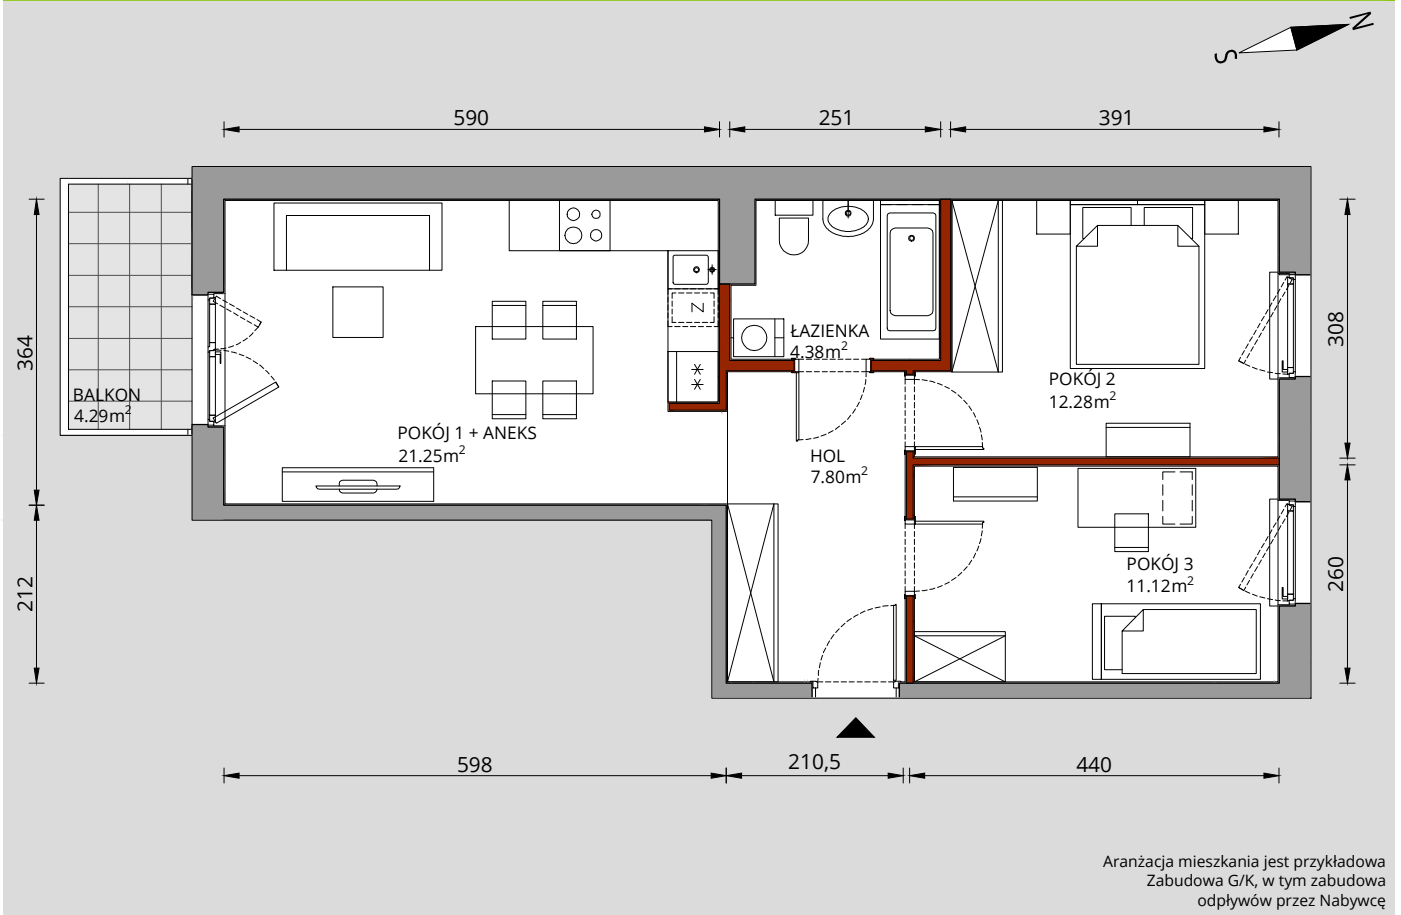 N
S
590
251
391
364
212
308
260
BALKON
4.29m²
POKÓJ 1 + ANEKS
21.25m²
Z
**
ŁAZIENKA
4.38m²
HOL
7.80m²
POKÓJ 2
12.28m²
POKÓJ 3
11.12m²
598
210,5
440
Aranżacja mieszkania jest przykładowa
Zabudowa G/K, w tym zabudowa
odpływów przez Nabywcę